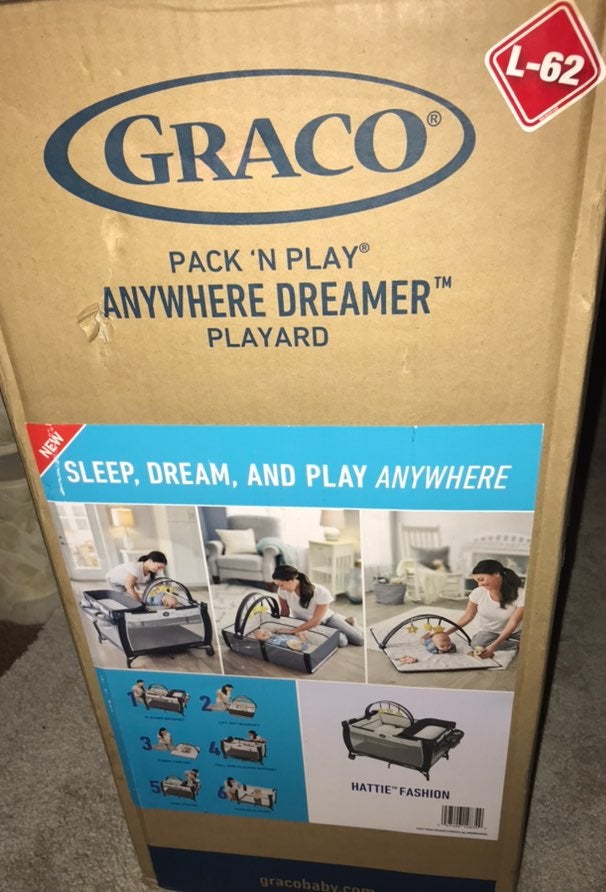 L-62
GRACO®
PACK 'N PLAY®
ANYWHERE DREAMER™
PLAYARD
NEW
SLEEP, DREAM, AND PLAY ANYWHERE
1
2
3
4
5
6
HATTIE™ FASHION
gracobaby.com